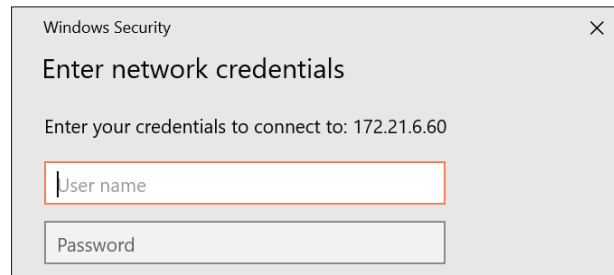 Windows Security
Enter network credentials
Enter your credentials to connect to: 172.21.6.60
User name
Password